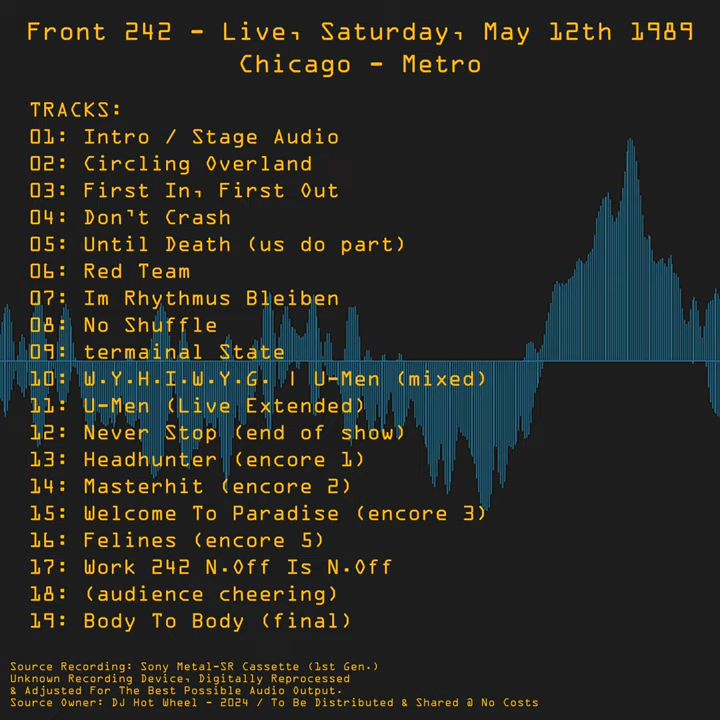 Front 242 - Live, Saturday, May 12th 1989
Chicago - Metro
TRACKS:
01: Intro / Stage Audio
02: Circling Overland
03: First In, First Out
04: Don't Crash
05: Until Death (us do part)
06: Red Team
07: Im Rhythmus Bleiben
08: No Shuffle
09: termainal State
10: W.Y.H.I.W.Y.G. | U-Men (mixed)
11: U-Men (Live Extended)
12: Never Stop (end of show)
13: Headhunter (encore 1)
14: Masterhit (encore 2)
15: Welcome To Paradise (encore 3)
16: Felines (encore 5)
17: Work 242 N.Off Is N.Off
18: (audience cheering)
19: Body To Body (final)
Source Recording: Sony Metal-SR Cassette (1st Gen.)
Unknown Recording Device, Digitally Reprocessed
& Adjusted For The Best Possible Audio Output.
Source Owner: DJ Hot Wheel - 2024 / To Be Distributed & Shared @ No Costs